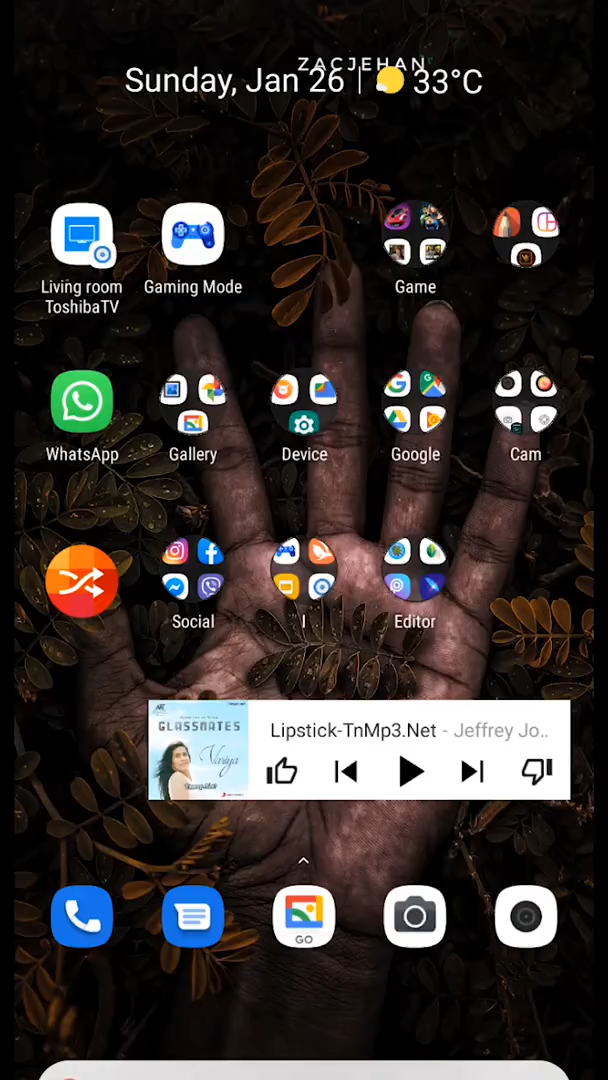 ZACJEHAN
Sunday, Jan 26 | 33°C
Living room
ToshibaTV
Gaming Mode
Game
WhatsApp
Gallery
Device
Google
Cam
Social
I
Editor
GLASSMATES
Variya
Lipstick-TnMp3.Net - Jeffrey Jo..
GO